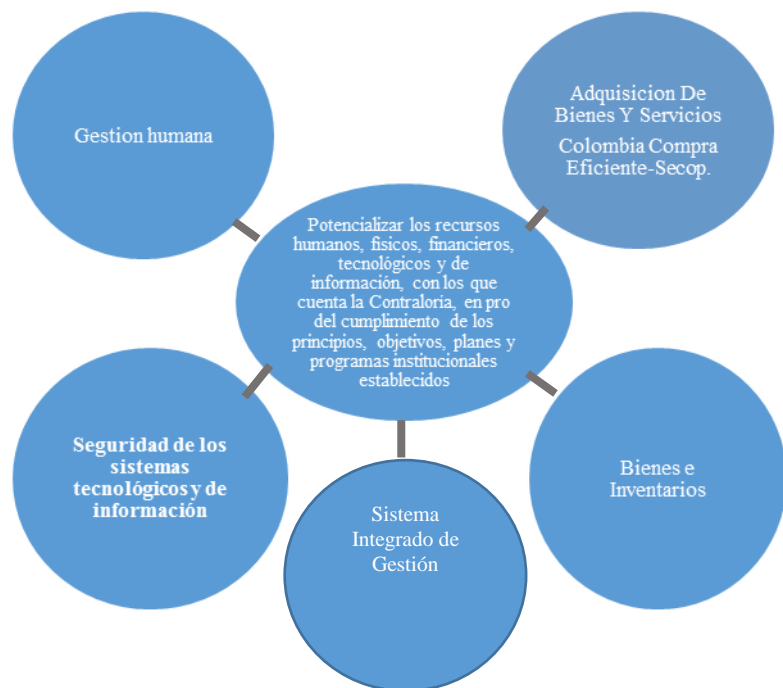 Gestion humana
Adquisicion De
Bienes Y Servicios
Colombia Compra
Eficiente-Secop.
Potencializar los recursos
humanos, fisicos, financieros,
tecnológicos y de
información, con los que
cuenta la Contraloria, en pro
del cumplimiento de los
principios, objetivos, planes y
programas institucionales
establecidos
Seguridad de los
sistemas
tecnológicos y de
información
Sistema
Integrado de
Gestión
Bienes e
Inventarios